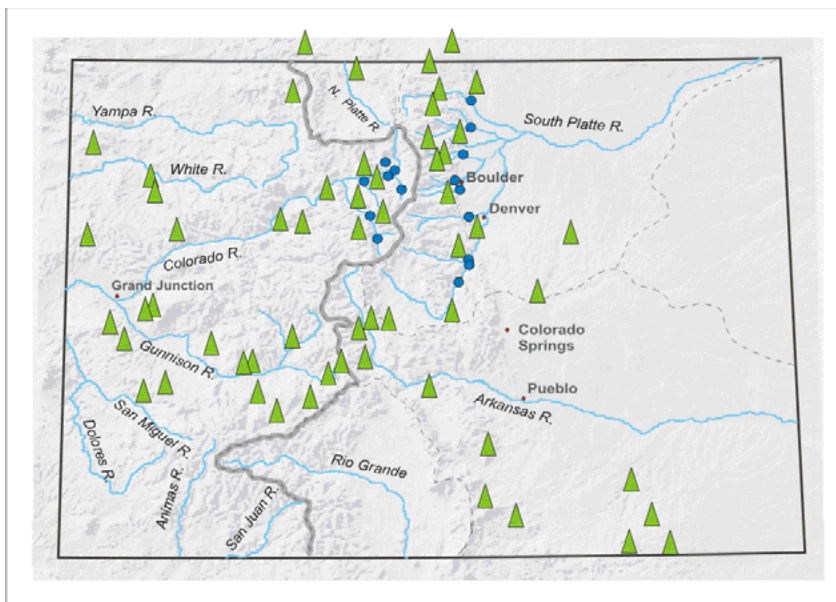 Yampa R.
N. Platte R.
South Platte R.
White R.
Boulder
Denver
Colorado R.
Grand Junction
Colorado
Springs
Gunnison R.
Pueblo
Arkansas R.
San Miguel R.
Dolores R.
Animas R.
Rio Grande
San Juan R.